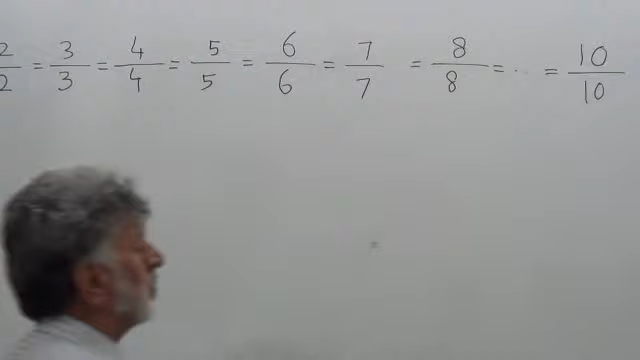 2/2 = 3/3 = 4/4 = 5/5 = 6/6 = 7/7 = 8/8 = ... = 10/10